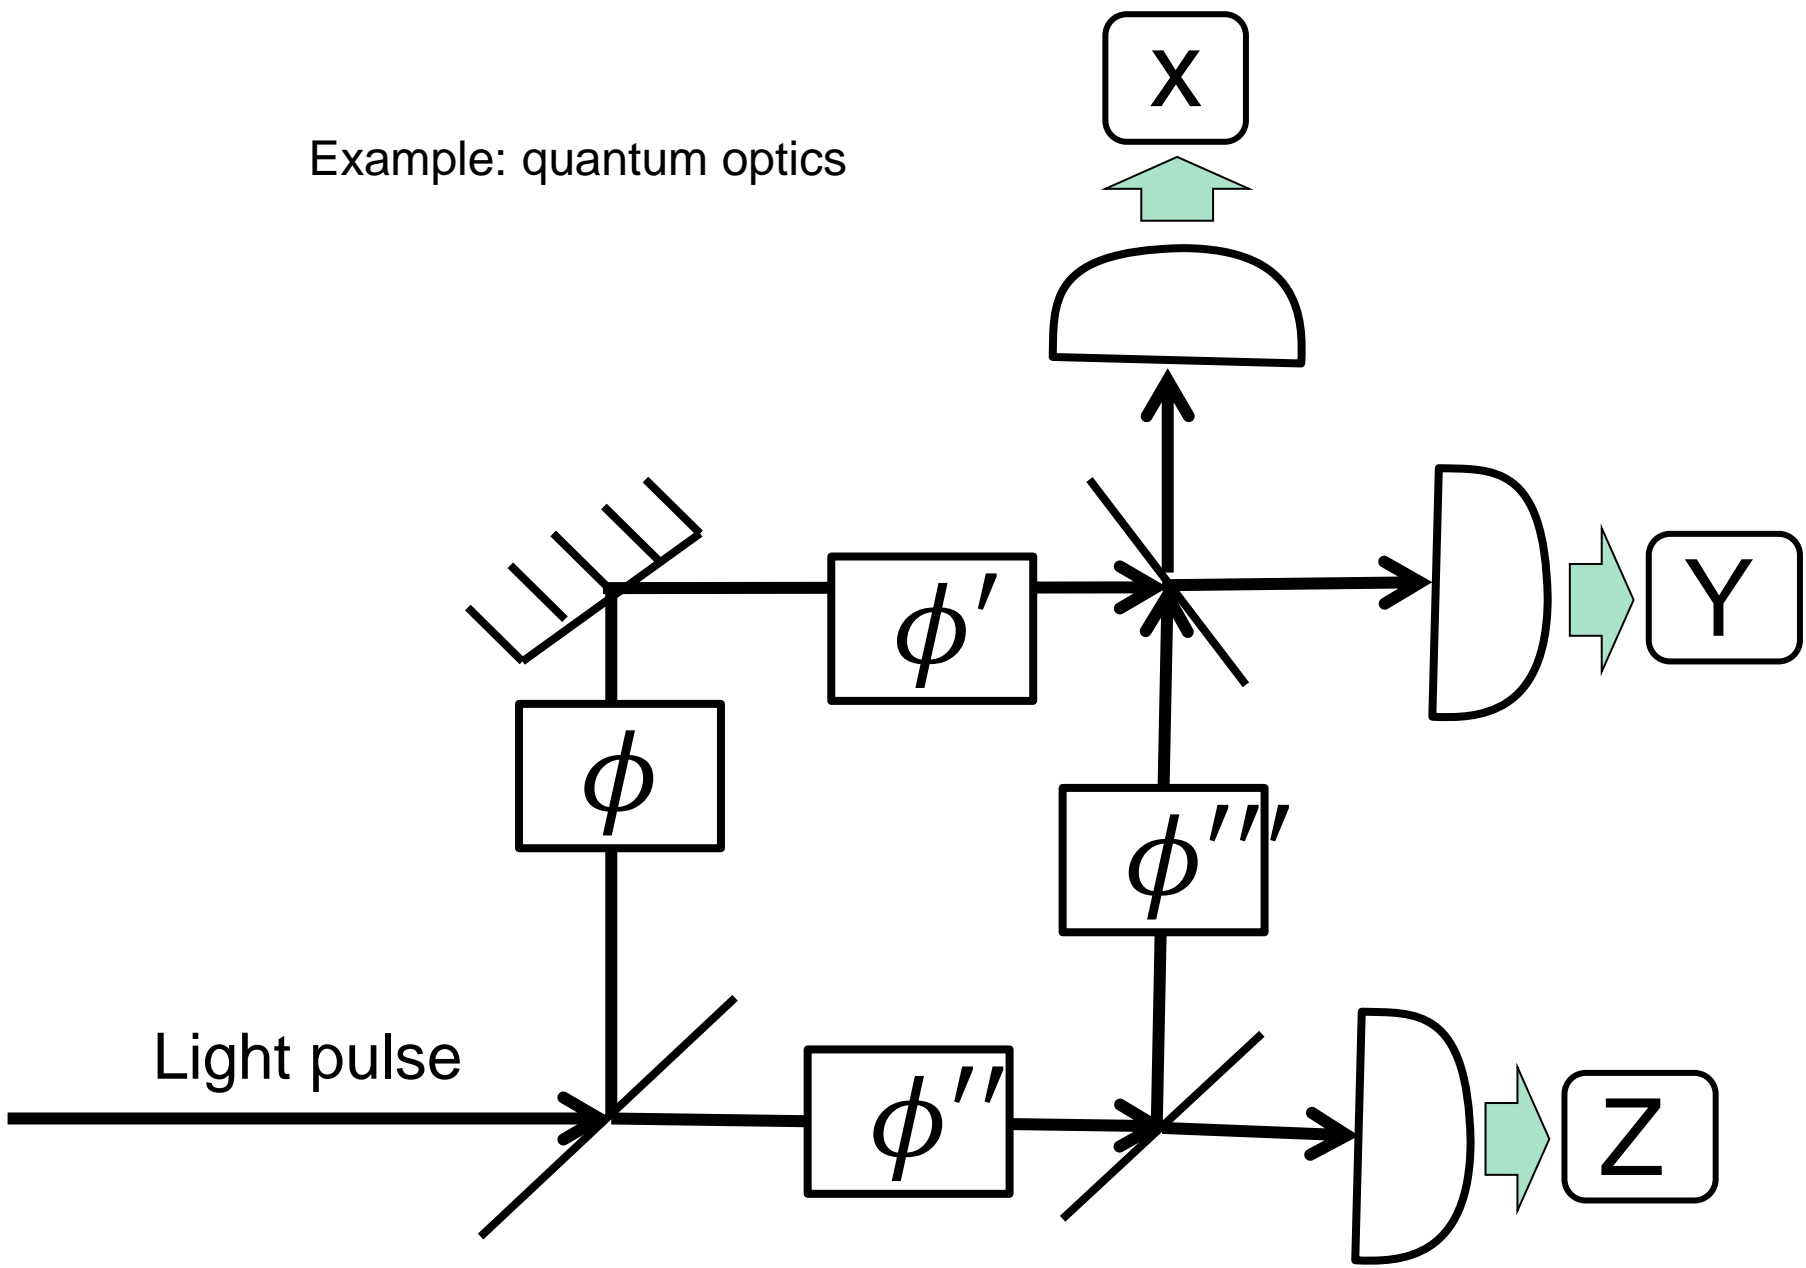 X
Example: quantum optics
ϕ′
Y
ϕ
ϕ‴
Light pulse
ϕ″
Z